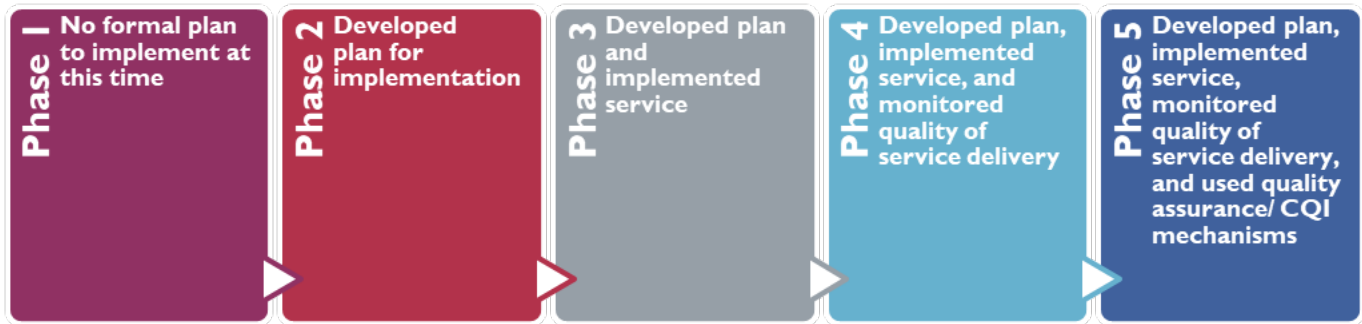 Phase 1
No formal plan
to implement at
this time
Phase 2
Developed
plan for
implementation
Phase 3
Developed plan
and
implemented
service
Phase 4
Developed plan,
implemented
service, and
monitored
quality of
service delivery
Phase 5
Developed plan,
implemented
service,
monitored
quality of
service delivery,
and used quality
assurance/ CQI
mechanisms